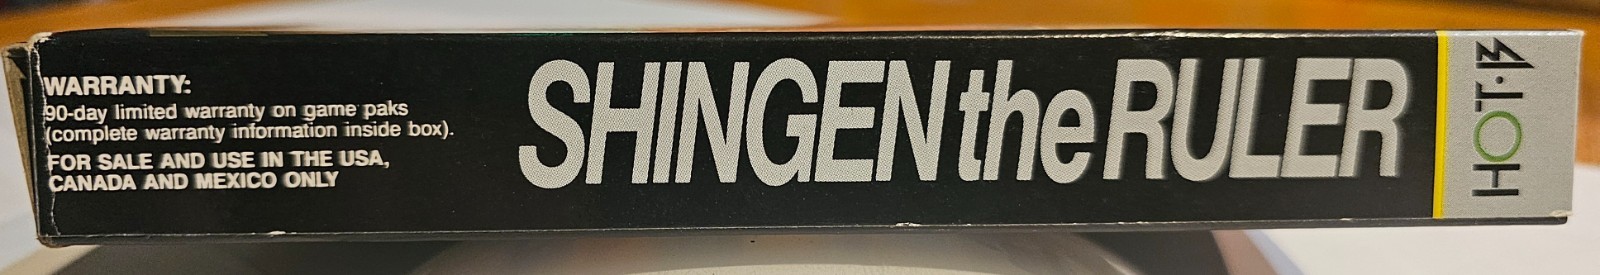 WARRANTY:
90-day limited warranty on game paks
(complete warranty information inside box).
FOR SALE AND USE IN THE USA,
CANADA AND MEXICO ONLY
SHINGEN the RULER
HOT·B